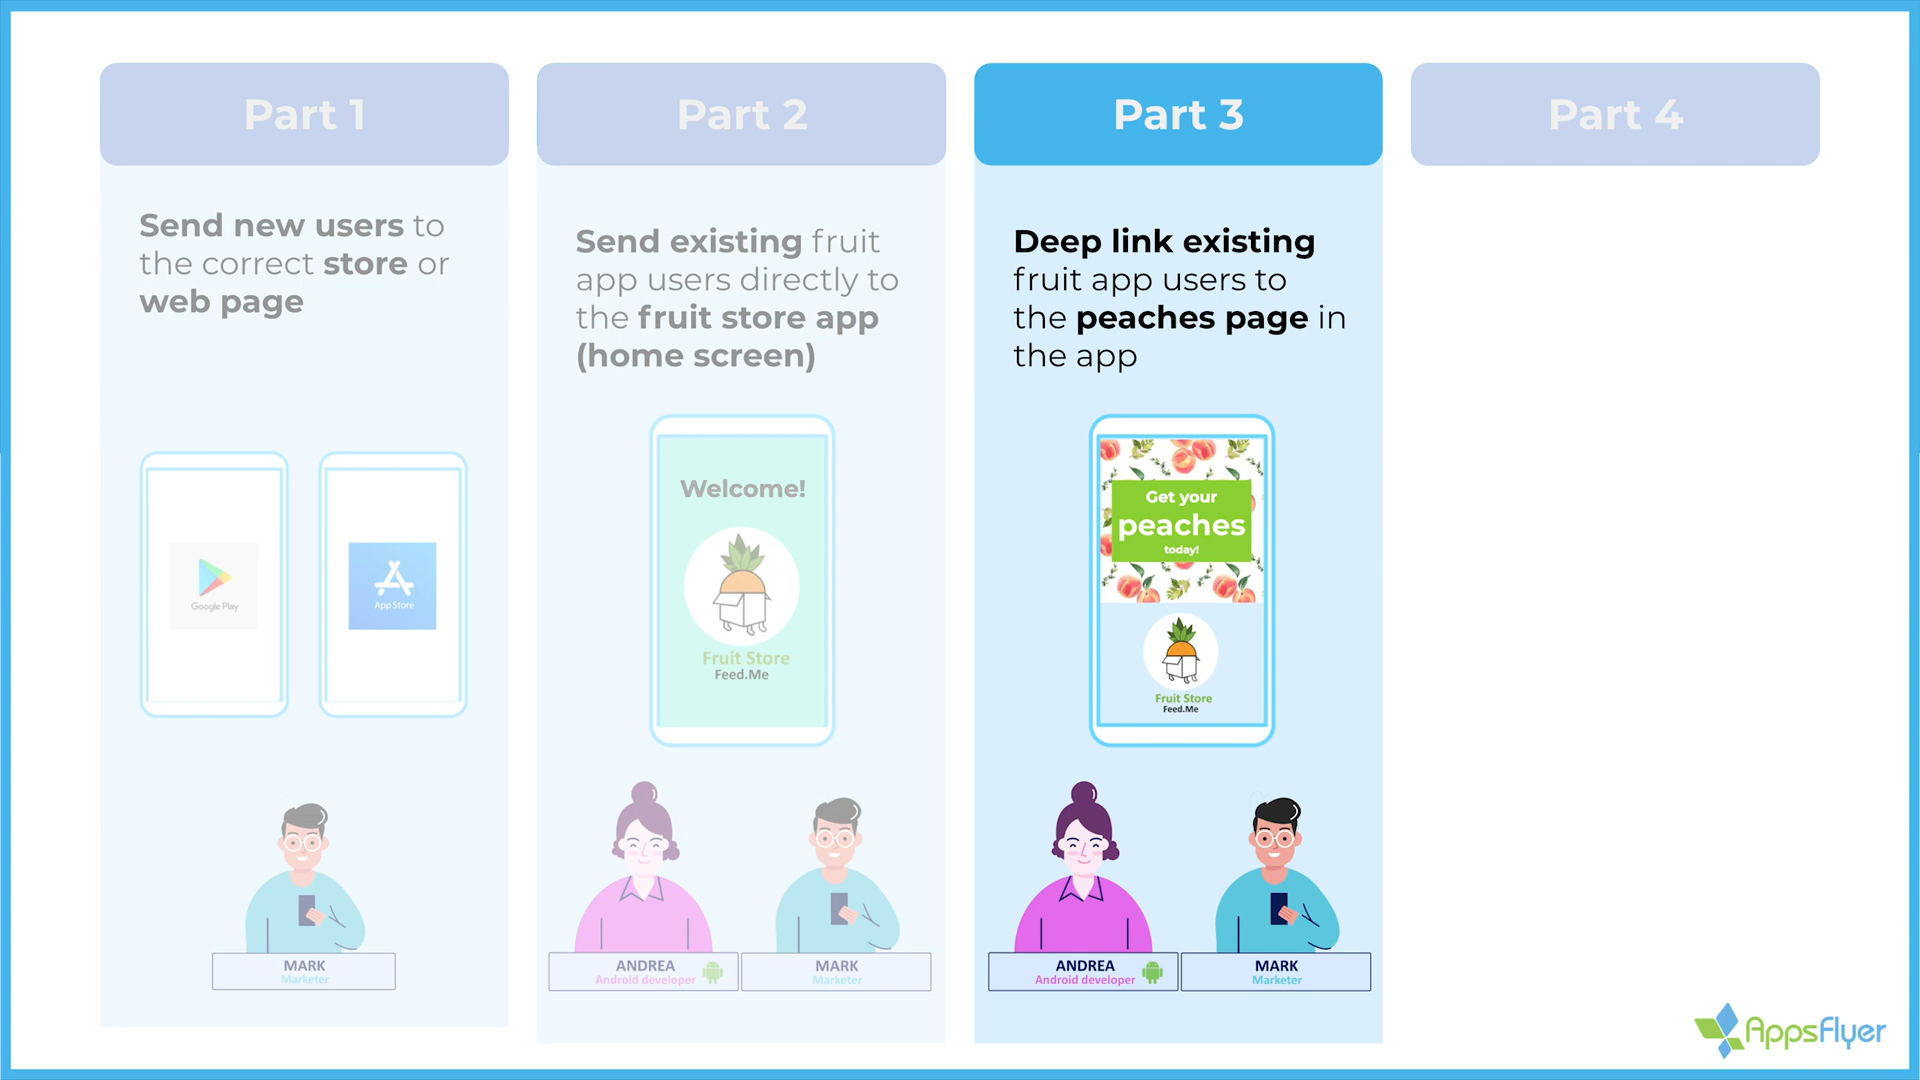 Part 1
Send new users to
the correct store or
web page
Google Play
App Store
MARK
Marketer
Part 2
Send existing fruit
app users directly to
the fruit store app
(home screen)
Welcome!
Fruit Store
Feed.Me
ANDREA
Android developer
MARK
Marketer
Part 3
Deep link existing
fruit app users to
the peaches page in
the app
Get your
peaches
today!
Fruit Store
Feed.Me
ANDREA
Android developer
MARK
Marketer
Part 4
AppsFlyer